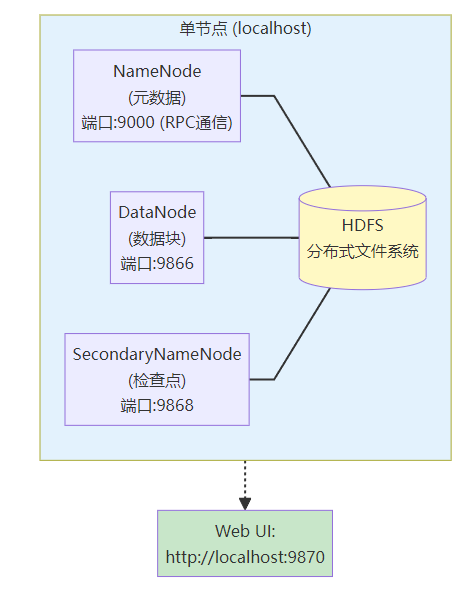 单节点 (localhost)
NameNode
(元数据)
端口:9000 (RPC通信)
DataNode
(数据块)
端口:9866
HDFS
分布式文件系统
SecondaryNameNode
(检查点)
端口:9868
Web UI:
http://localhost:9870